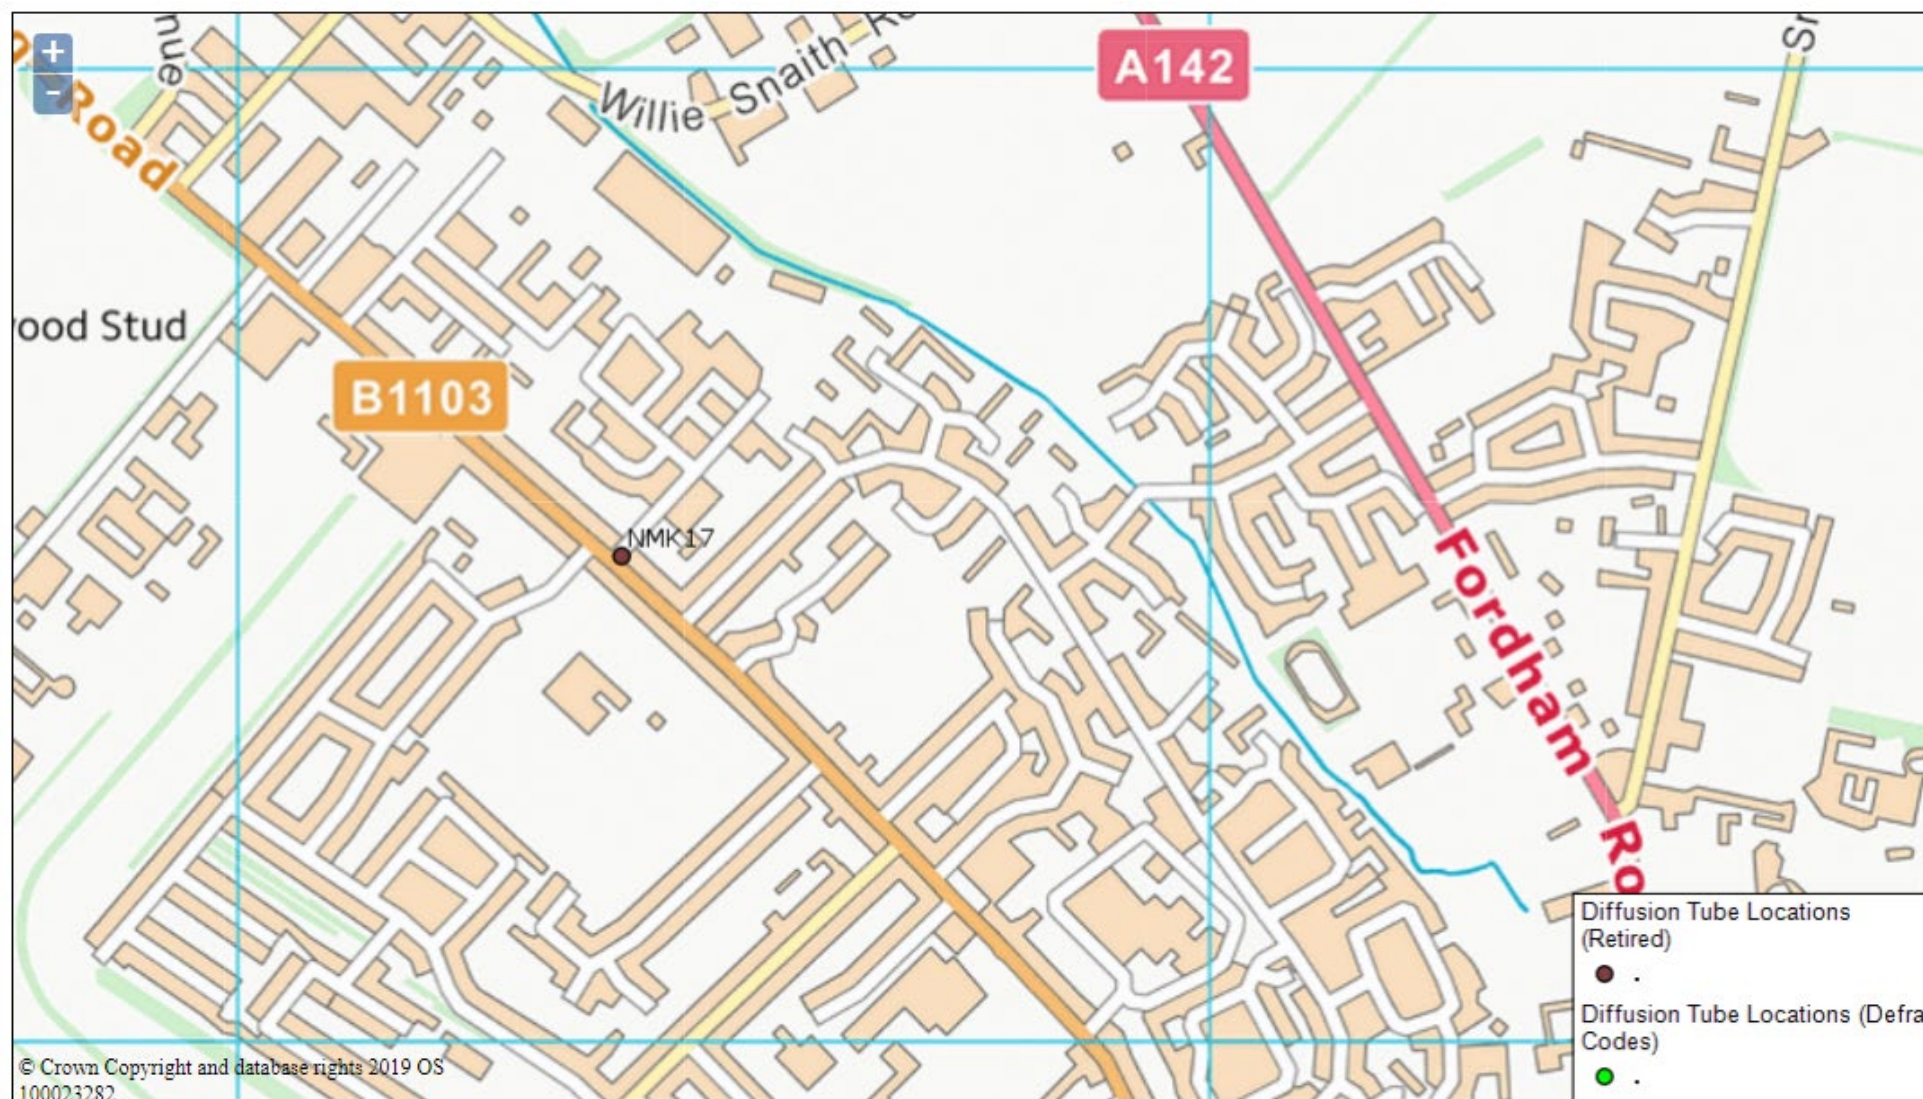 +
-
nue
Road
Willie Snaith
A142
ood Stud
B1103
NMK17
Fordham
Ro
Diffusion Tube Locations
(Retired)
.
Diffusion Tube Locations (Defra
Codes)
.
© Crown Copyright and database rights 2019 OS
100023282